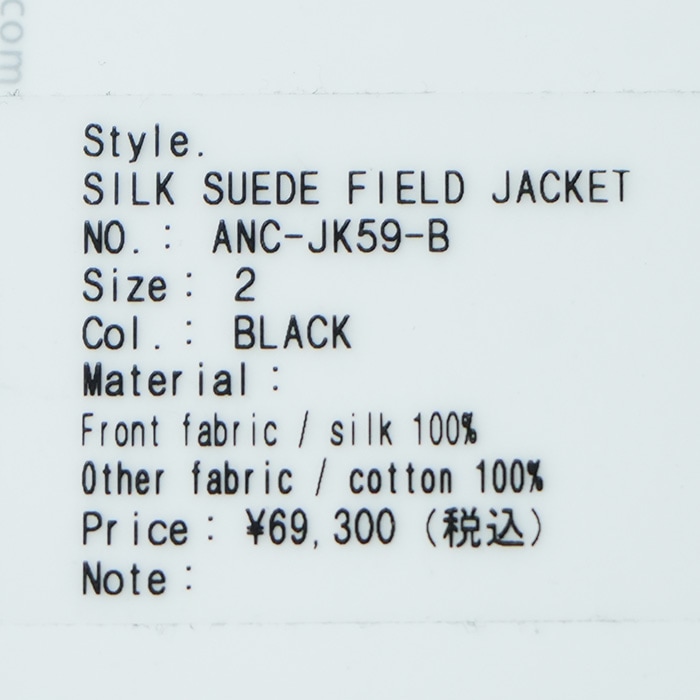 com
Style.
SILK SUEDE FIELD JACKET
NO.: ANC-JK59-B
Size: 2
Col.: BLACK
Material:
Front fabric / silk 100%
Other fabric / cotton 100%
Price: ¥69,300 (税込)
Note: